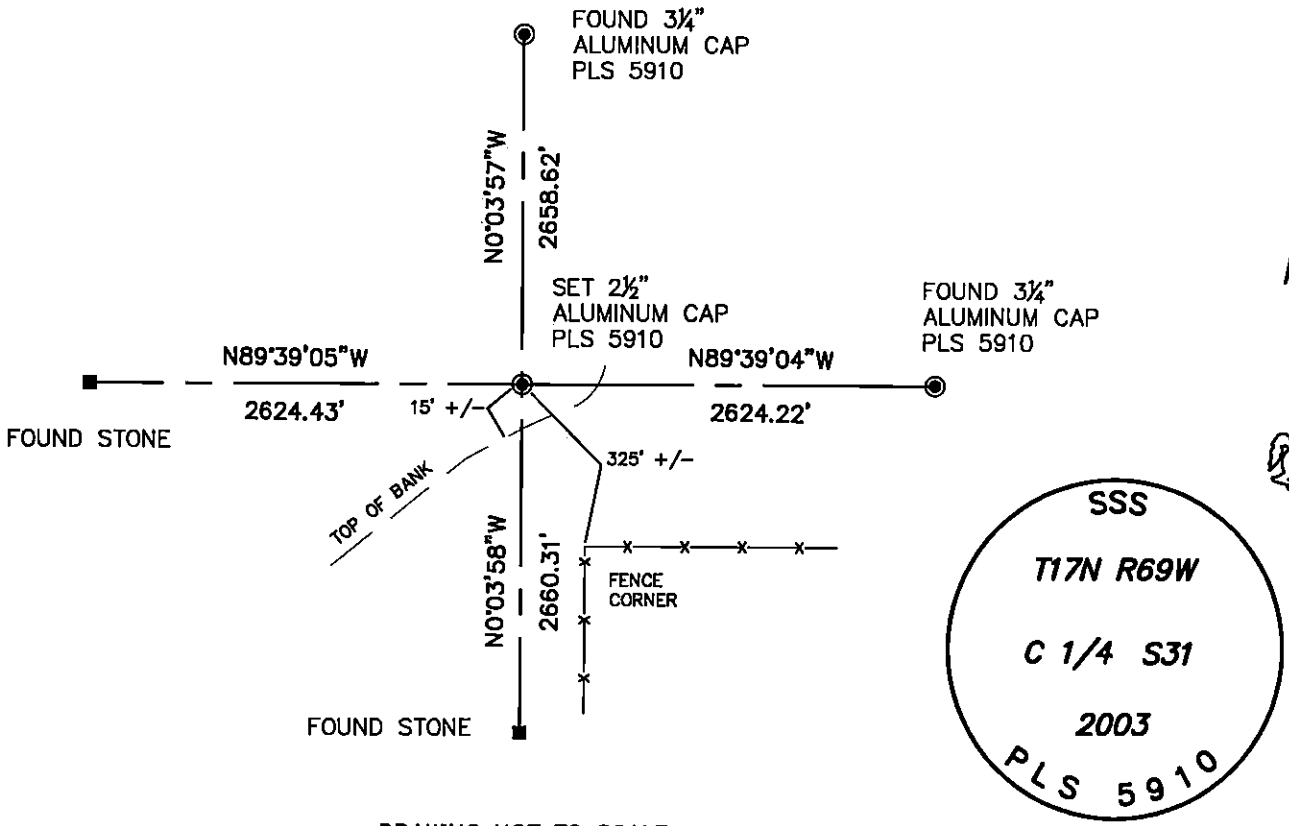 FOUND 3¼"
ALUMINUM CAP
PLS 5910
N0°03'57"W
2658.62'
SET 2½"
ALUMINUM CAP
PLS 5910
FOUND 3¼"
ALUMINUM CAP
PLS 5910
N89°39'05"W
2624.43'
N89°39'04"W
2624.22'
FOUND STONE
15' +/-
325' +/-
TOP OF BANK
N0°03'58"W
2660.31'
FENCE
CORNER
FOUND STONE
SSS
T17N R69W
C 1/4 S31
2003
PLS 5910